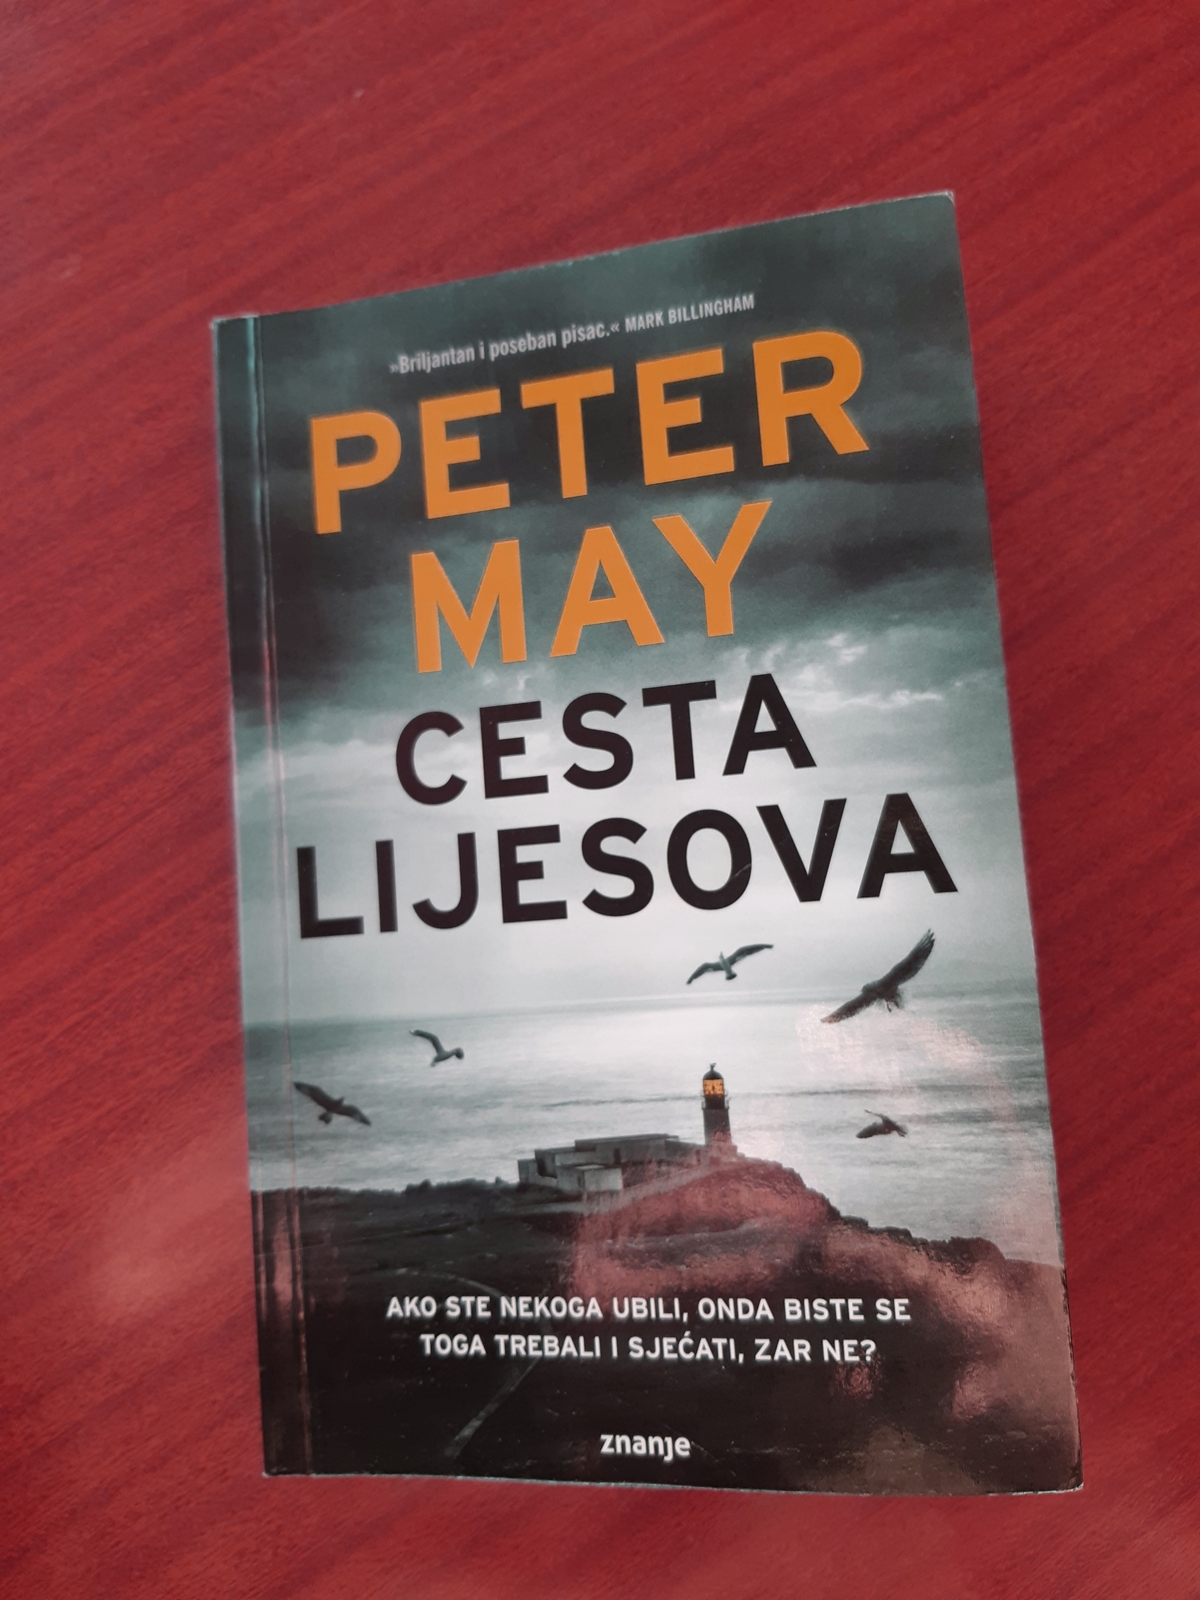 »Briljantan i poseban pisac.« MARK BILLINGHAM
PETER
MAY
CESTA
LIJESOVA
AKO STE NEKOGA UBILI, ONDA BISTE SE
TOGA TREBALI I SJEĆATI, ZAR NE?
znanje